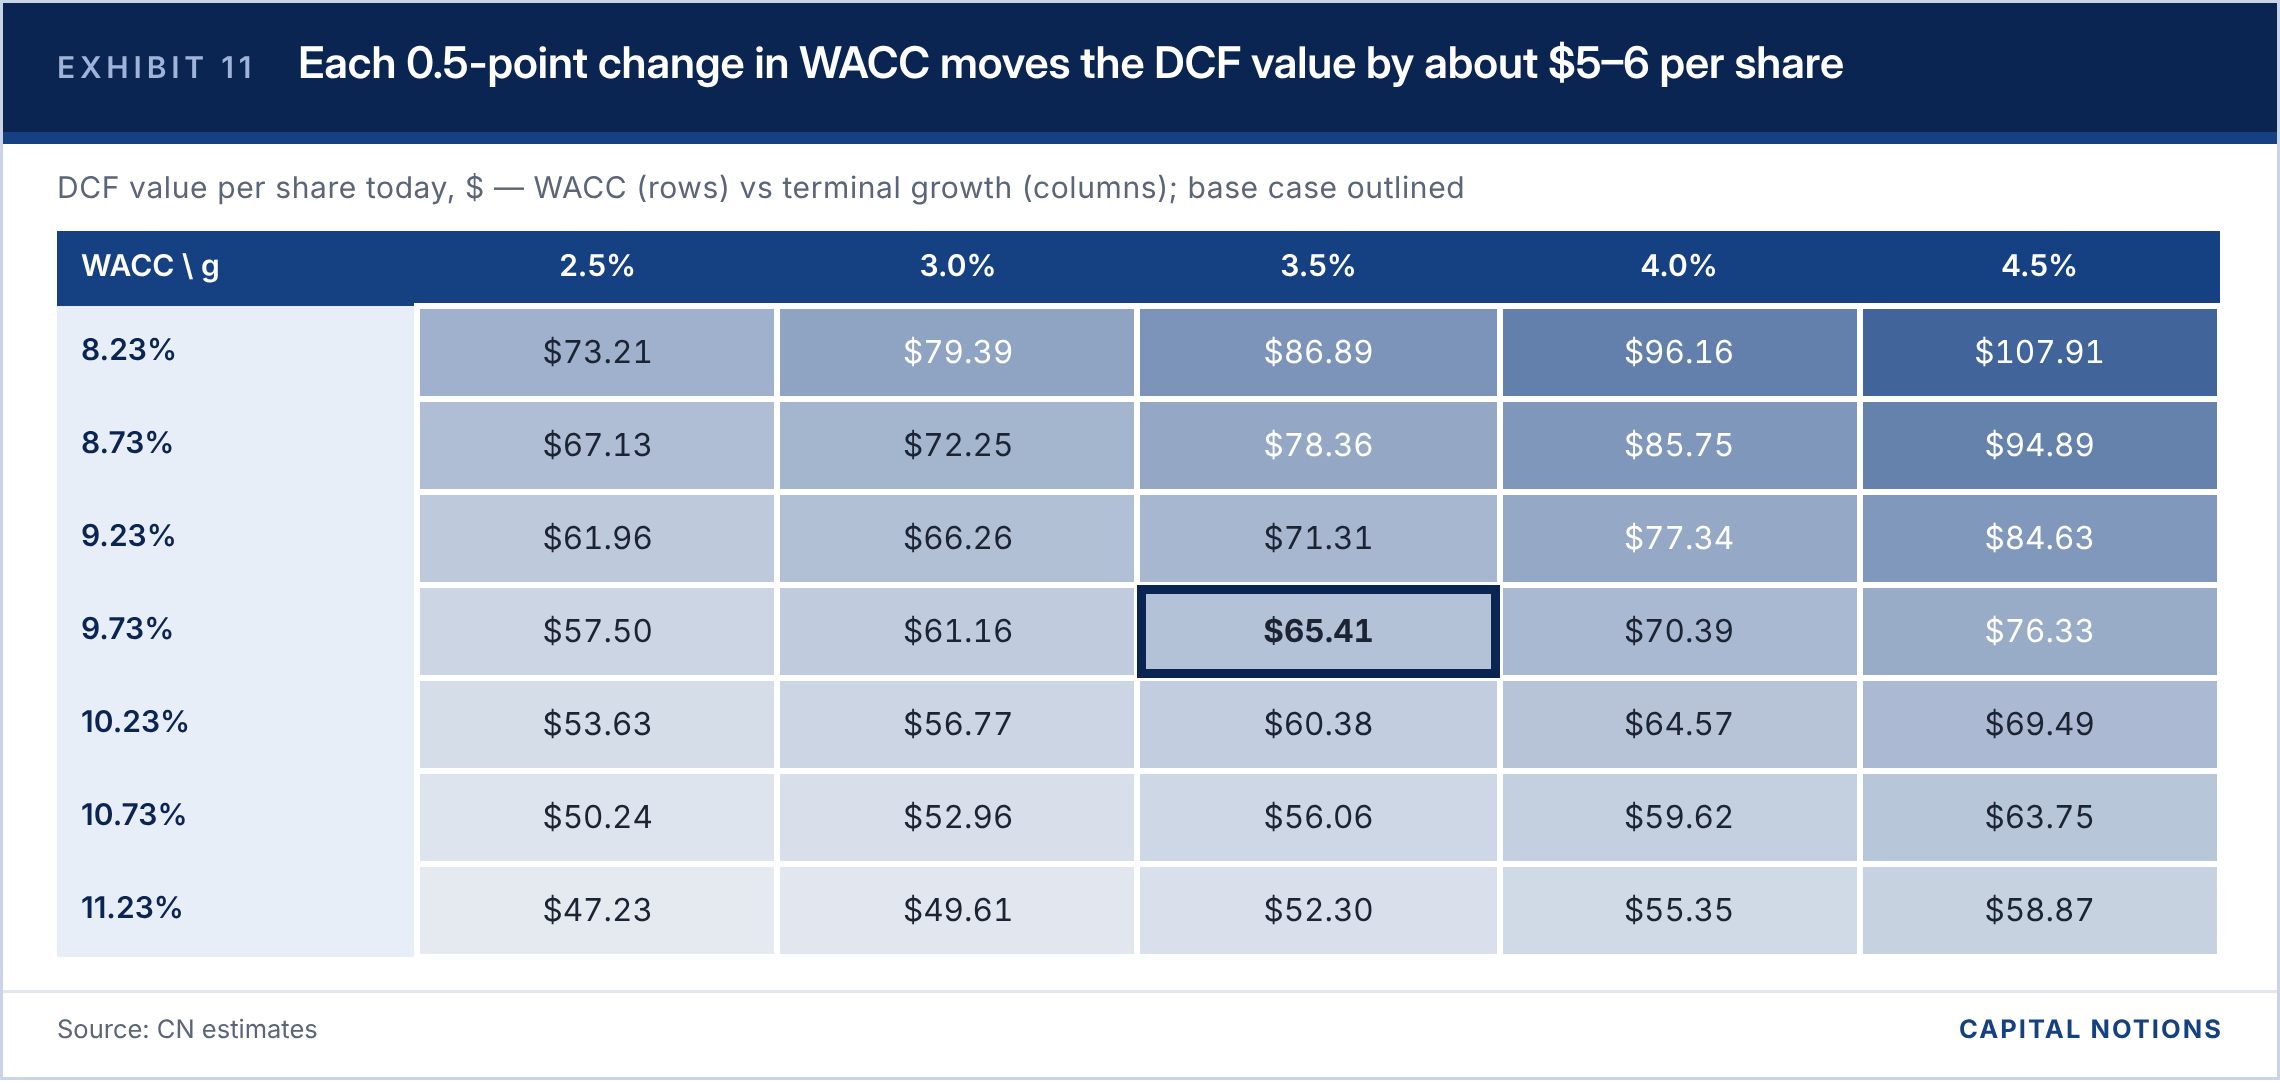 EXHIBIT 11 Each 0.5-point change in WACC moves the DCF value by about $5–6 per share
DCF value per share today, $ — WACC (rows) vs terminal growth (columns); base case outlined
WACC \ g 2.5% 3.0% 3.5% 4.0% 4.5%
8.23% $73.21 $79.39 $86.89 $96.16 $107.91
8.73% $67.13 $72.25 $78.36 $85.75 $94.89
9.23% $61.96 $66.26 $71.31 $77.34 $84.63
9.73% $57.50 $61.16 $65.41 $70.39 $76.33
10.23% $53.63 $56.77 $60.38 $64.57 $69.49
10.73% $50.24 $52.96 $56.06 $59.62 $63.75
11.23% $47.23 $49.61 $52.30 $55.35 $58.87
Source: CN estimates CAPITAL NOTIONS